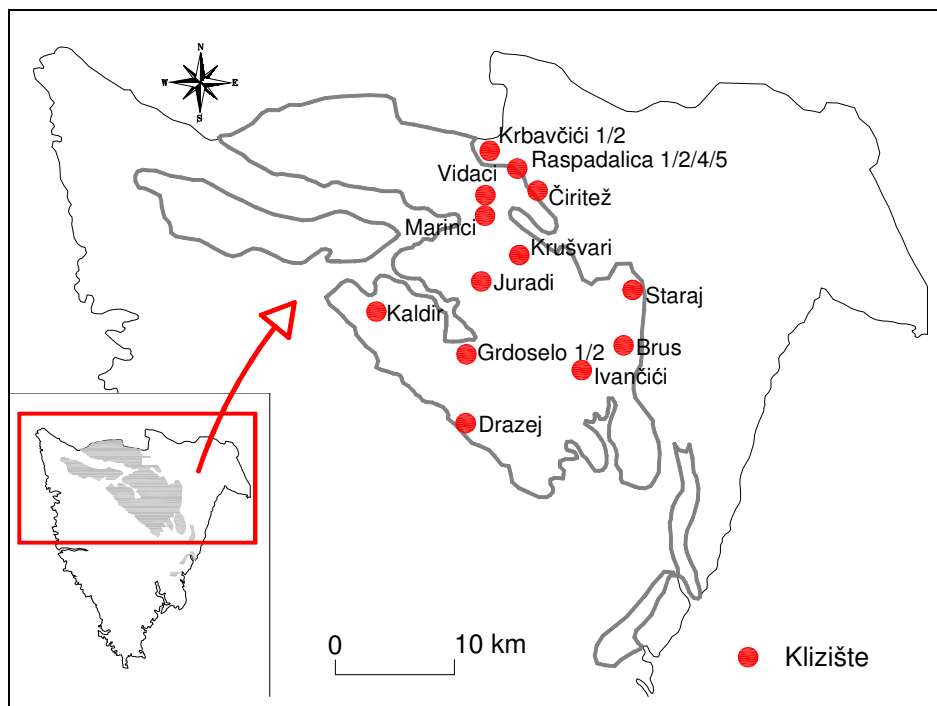 N
W
E
S
Krbavčići 1/2
Raspadalica 1/2/4/5
Vidaci
Čiritež
Marinci
Krušvari
Juradi
Staraj
Kaldir
Brus
Grdoselo 1/2
Ivančići
Drazej
0
10 km
Klizište